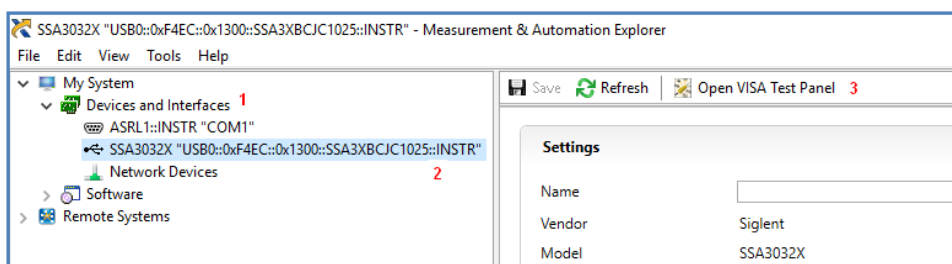 SSA3032X "USB0::0xF4EC::0x1300::SSA3XBCJC1025::INSTR" - Measurement & Automation Explorer
File Edit View Tools Help
My System
Devices and Interfaces 1
ASRL1::INSTR "COM1"
SSA3032X "USB0::0xF4EC::0x1300::SSA3XBCJC1025::INSTR"
Network Devices 2
Software
Remote Systems
Save Refresh Open VISA Test Panel 3
Settings
Name
Vendor Siglent
Model SSA3032X